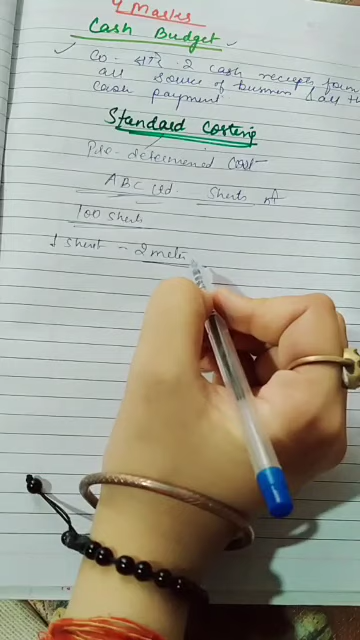 4 Marks
Cash Budget
Co. 2 cash receipts from
all source of business & all
cash payment
Standard Costing
Pre-determined cost
ABC Ltd. Shirts
100 Shirts
1 Shirt - 2 meter